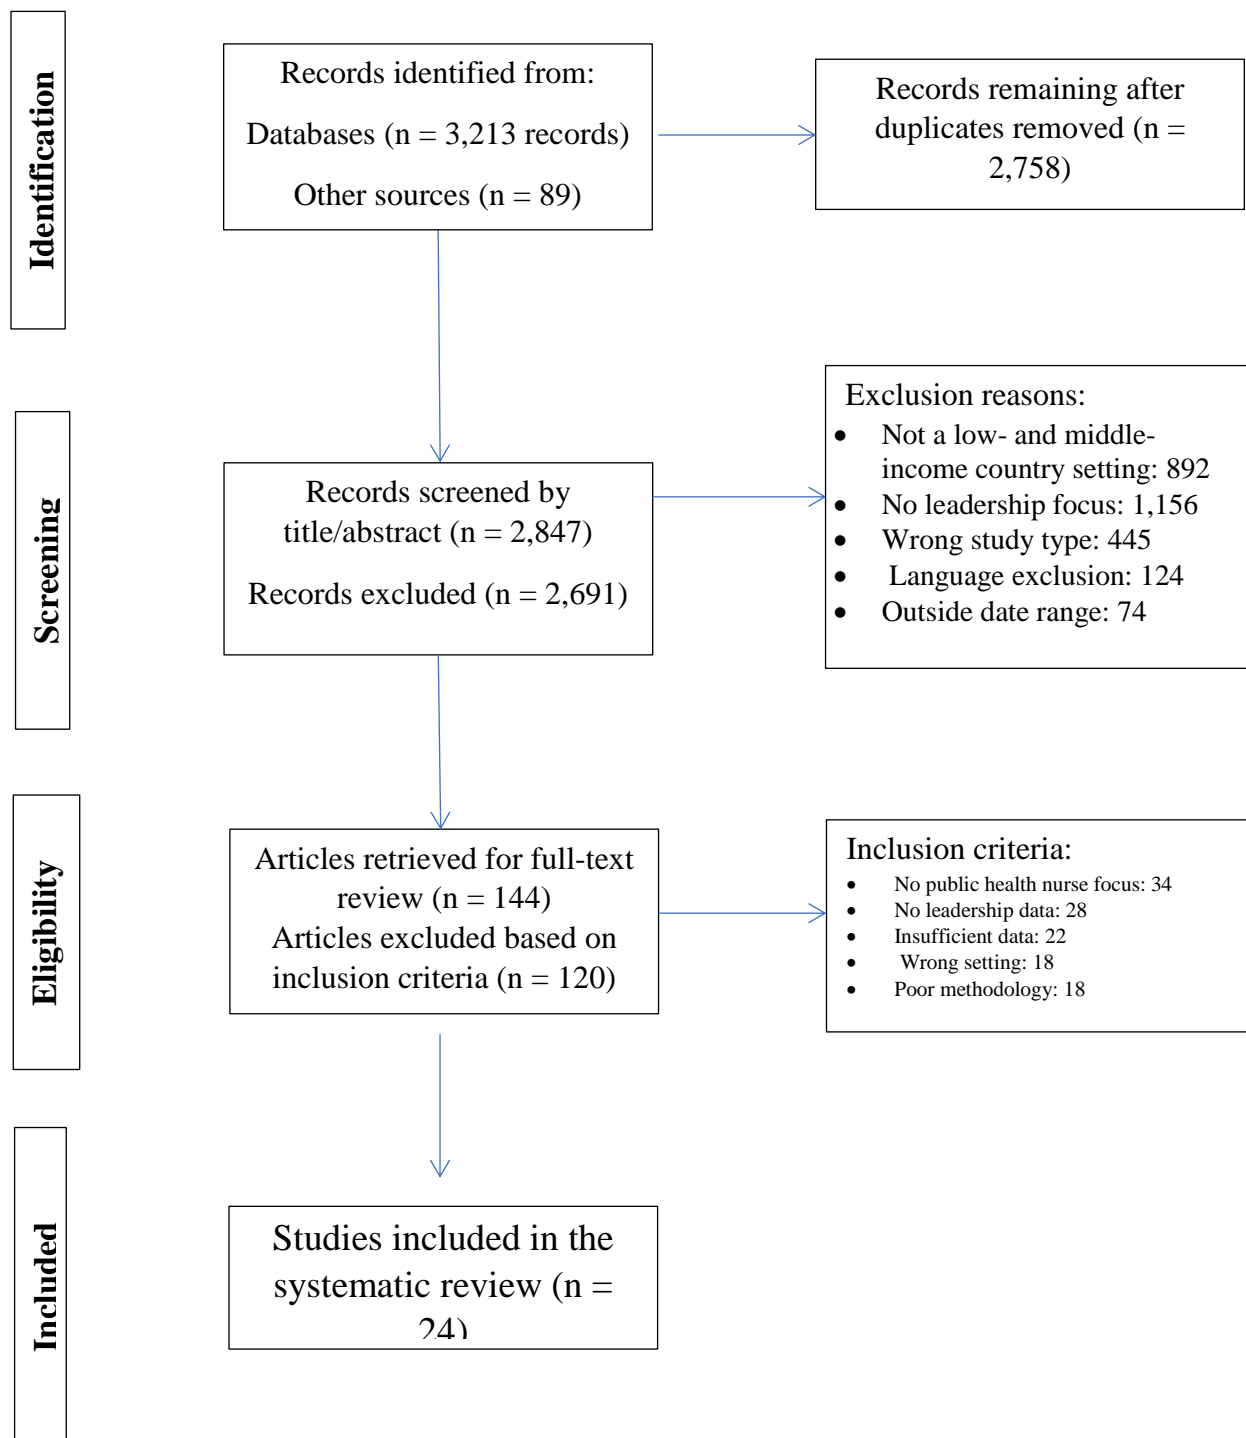 Identification
Records identified from:
Databases (n = 3,213 records)
Other sources (n = 89)
Records remaining after
duplicates removed (n =
2,758)
Screening
Records screened by
title/abstract (n = 2,847)
Records excluded (n = 2,691)
Exclusion reasons:
• Not a low- and middle-
income country setting: 892
• No leadership focus: 1,156
• Wrong study type: 445
• Language exclusion: 124
• Outside date range: 74
Eligibility
Articles retrieved for full-text
review (n = 144)
Articles excluded based on
inclusion criteria (n = 120)
Inclusion criteria:
• No public health nurse focus: 34
• No leadership data: 28
• Insufficient data: 22
• Wrong setting: 18
• Poor methodology: 18
Included
Studies included in the
systematic review (n =
24)